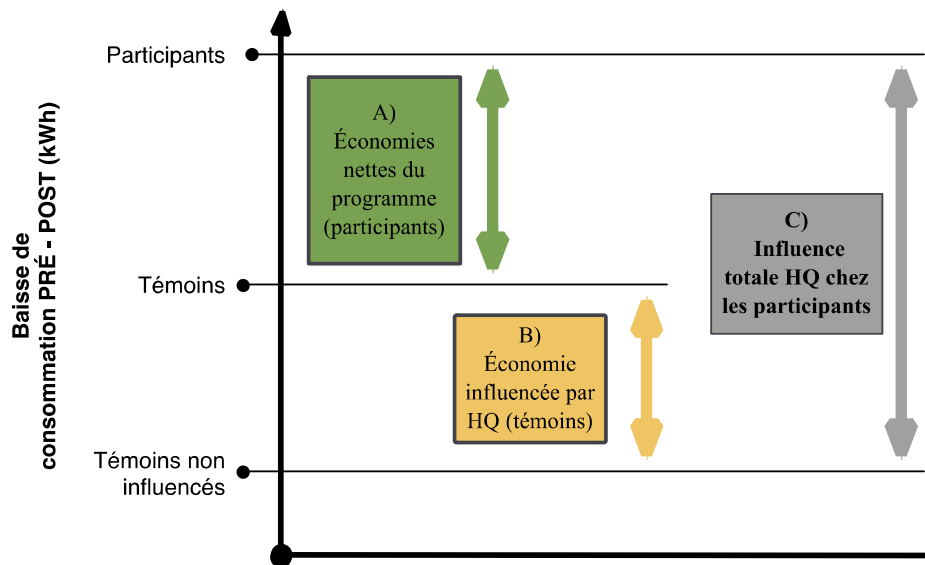 Participants
A)
Économies
nettes du
programme
(participants)
C)
Influence
totale HQ chez
les participants
Témoins
B)
Économie
influencée par
HQ (témoins)
Témoins non
influencés
Baisse de
consommation PRÉ - POST (kWh)